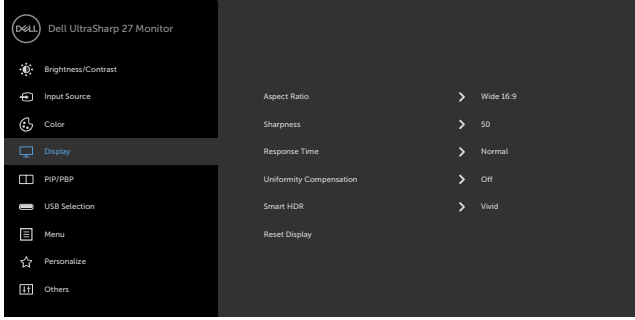 DELL Dell UltraSharp 27 Monitor
Brightness/Contrast
Input Source
Color
Display
PIP/PBP
USB Selection
Menu
Personalize
Others
Aspect Ratio > Wide 16:9
Sharpness > 50
Response Time > Normal
Uniformity Compensation > Off
Smart HDR > Vivid
Reset Display